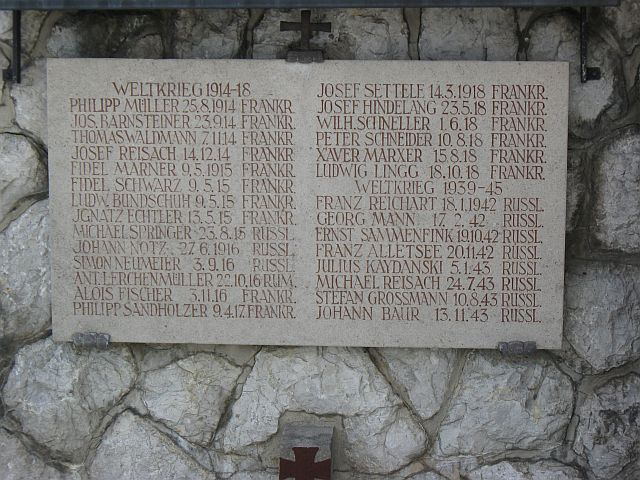 WELTKRIEG 1914-18
PHILIPP MÜLLER 25.8.1914 FRANKR.
JOS. BARNSTEINER 23.9.14 FRANKR.
THOMAS WALDMANN 7.11.14 FRANKR.
JOSEF REISACH 14.12.14 FRANKR.
FIDEL MARNER 9.5.1915 FRANKR.
FIDEL SCHWARZ 9.5.15 FRANKR.
LUDW. BUNDSCHUH 9.5.15 FRANKR.
JGNATZ ECHTLER 13.5.15 FRANKR.
MICHAEL SPRINGER 23.8.15 RUSSL.
JOHANN NOTZ 27.6.1916 RUSSL.
SIMON NEUMEIER 3.9.16 RUSSL.
ANT. LERCHENMÜLLER 22.10.16 RUM.
ALOIS FISCHER 3.11.16 FRANKR.
PHILIPP SANDHOLZER 9.4.17 FRANKR.
JOSEF SETTELE 14.3.1918 FRANKR.
JOSEF HINDELANG 23.5.18 FRANKR.
WILH. SCHNELLER 1.6.18 FRANKR.
PETER SCHNEIDER 10.8.18 FRANKR.
XAVER MARXER 15.8.18 FRANKR.
LUDWIG LINGG 18.10.18 FRANKR.
WELTKRIEG 1939-45
FRANZ REICHART 18.1.1942 RUSSL.
GEORG MANN 17.2.42 RUSSL.
ERNST SAMMENFINK 19.10.42 RUSSL.
FRANZ ALLETSEE 20.11.42 RUSSL.
JULIUS KAYDANSKI 5.1.43 RUSSL.
MICHAEL REISACH 24.7.43 RUSSL.
STEFAN GROSSMANN 10.8.43 RUSSL.
JOHANN BAUR 13.11.43 RUSSL.